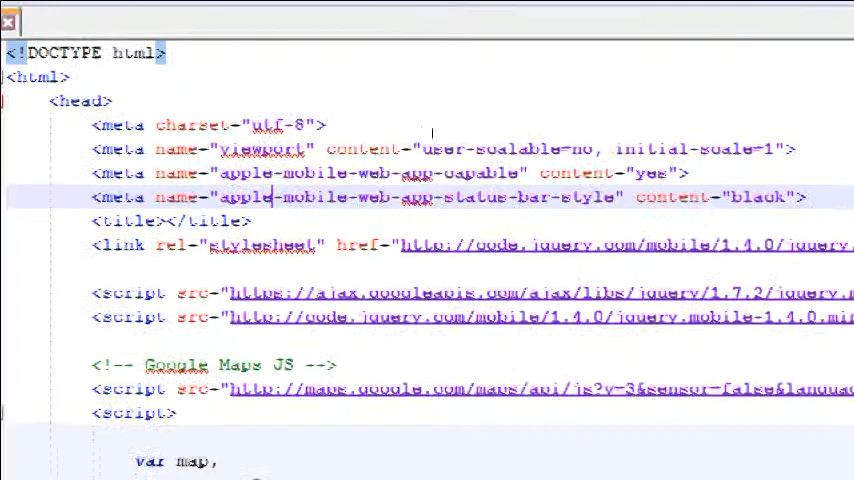 <!DOCTYPE html>
<html>
<head>
<meta charset="utf-8">
<meta name="viewport" content="user-scalable=no, initial-scale=1">
<meta name="apple-mobile-web-app-capable" content="yes">
<meta name="apple-mobile-web-app-status-bar-style" content="black">
<title></title>
<link rel="stylesheet" href="http://code.jquery.com/mobile/1.4.0/jquery.
<script src="https://ajax.googleapis.com/ajax/libs/jquery/1.7.2/jquery.m
<script src="http://code.jquery.com/mobile/1.4.0/jquery.mobile-1.4.0.min
<!-- Google Maps JS -->
<script src="http://maps.google.com/maps/api/js?v=3&sensor=false&langua
<script>
var map,